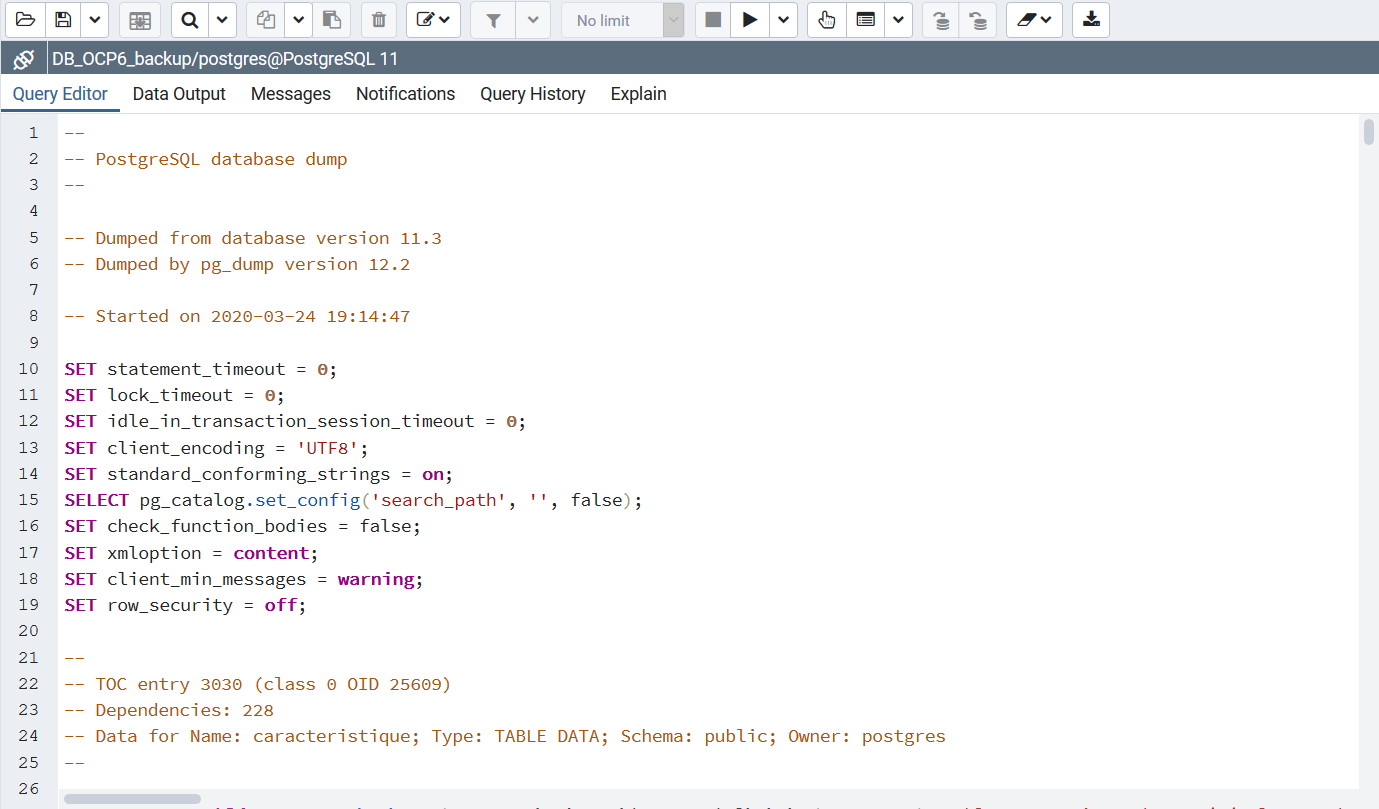 No limit
DB_OCP6_backup/postgres@PostgreSQL 11
Query Editor Data Output Messages Notifications Query History Explain
1 --
2 -- PostgreSQL database dump
3 --
4
5 -- Dumped from database version 11.3
6 -- Dumped by pg_dump version 12.2
7
8 -- Started on 2020-03-24 19:14:47
9
10 SET statement_timeout = 0;
11 SET lock_timeout = 0;
12 SET idle_in_transaction_session_timeout = 0;
13 SET client_encoding = 'UTF8';
14 SET standard_conforming_strings = on;
15 SELECT pg_catalog.set_config('search_path', '', false);
16 SET check_function_bodies = false;
17 SET xmloption = content;
18 SET client_min_messages = warning;
19 SET row_security = off;
20
21 --
22 -- TOC entry 3030 (class 0 OID 25609)
23 -- Dependencies: 228
24 -- Data for Name: caracteristique; Type: TABLE DATA; Schema: public; Owner: postgres
25 --
26